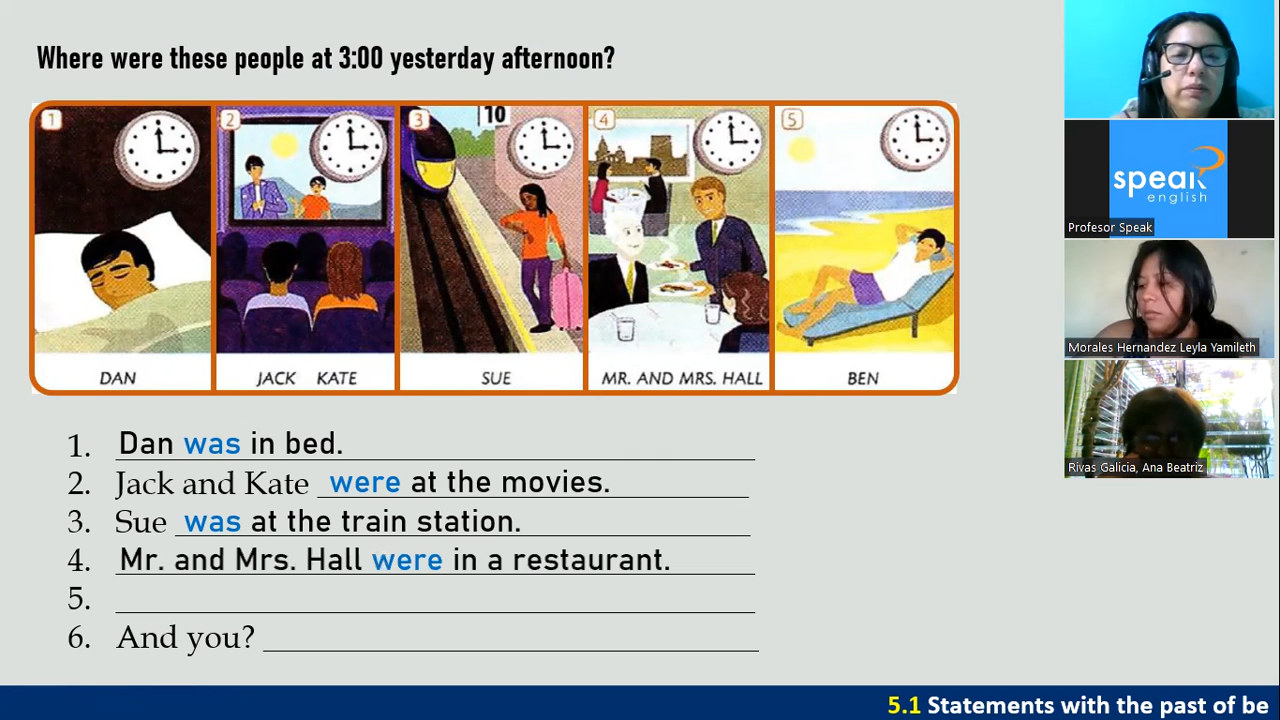 Where were these people at 3:00 yesterday afternoon?
1
2
3
10
4
5
DAN
JACK KATE
SUE
MR. AND MRS. HALL
BEN
1. Dan was in bed.
2. Jack and Kate were at the movies.
3. Sue was at the train station.
4. Mr. and Mrs. Hall were in a restaurant.
5.
6. And you?
5.1 Statements with the past of be
speak
english
Profesor Speak
Morales Hernandez Leyla Yamileth
Rivas Galicia, Ana Beatriz